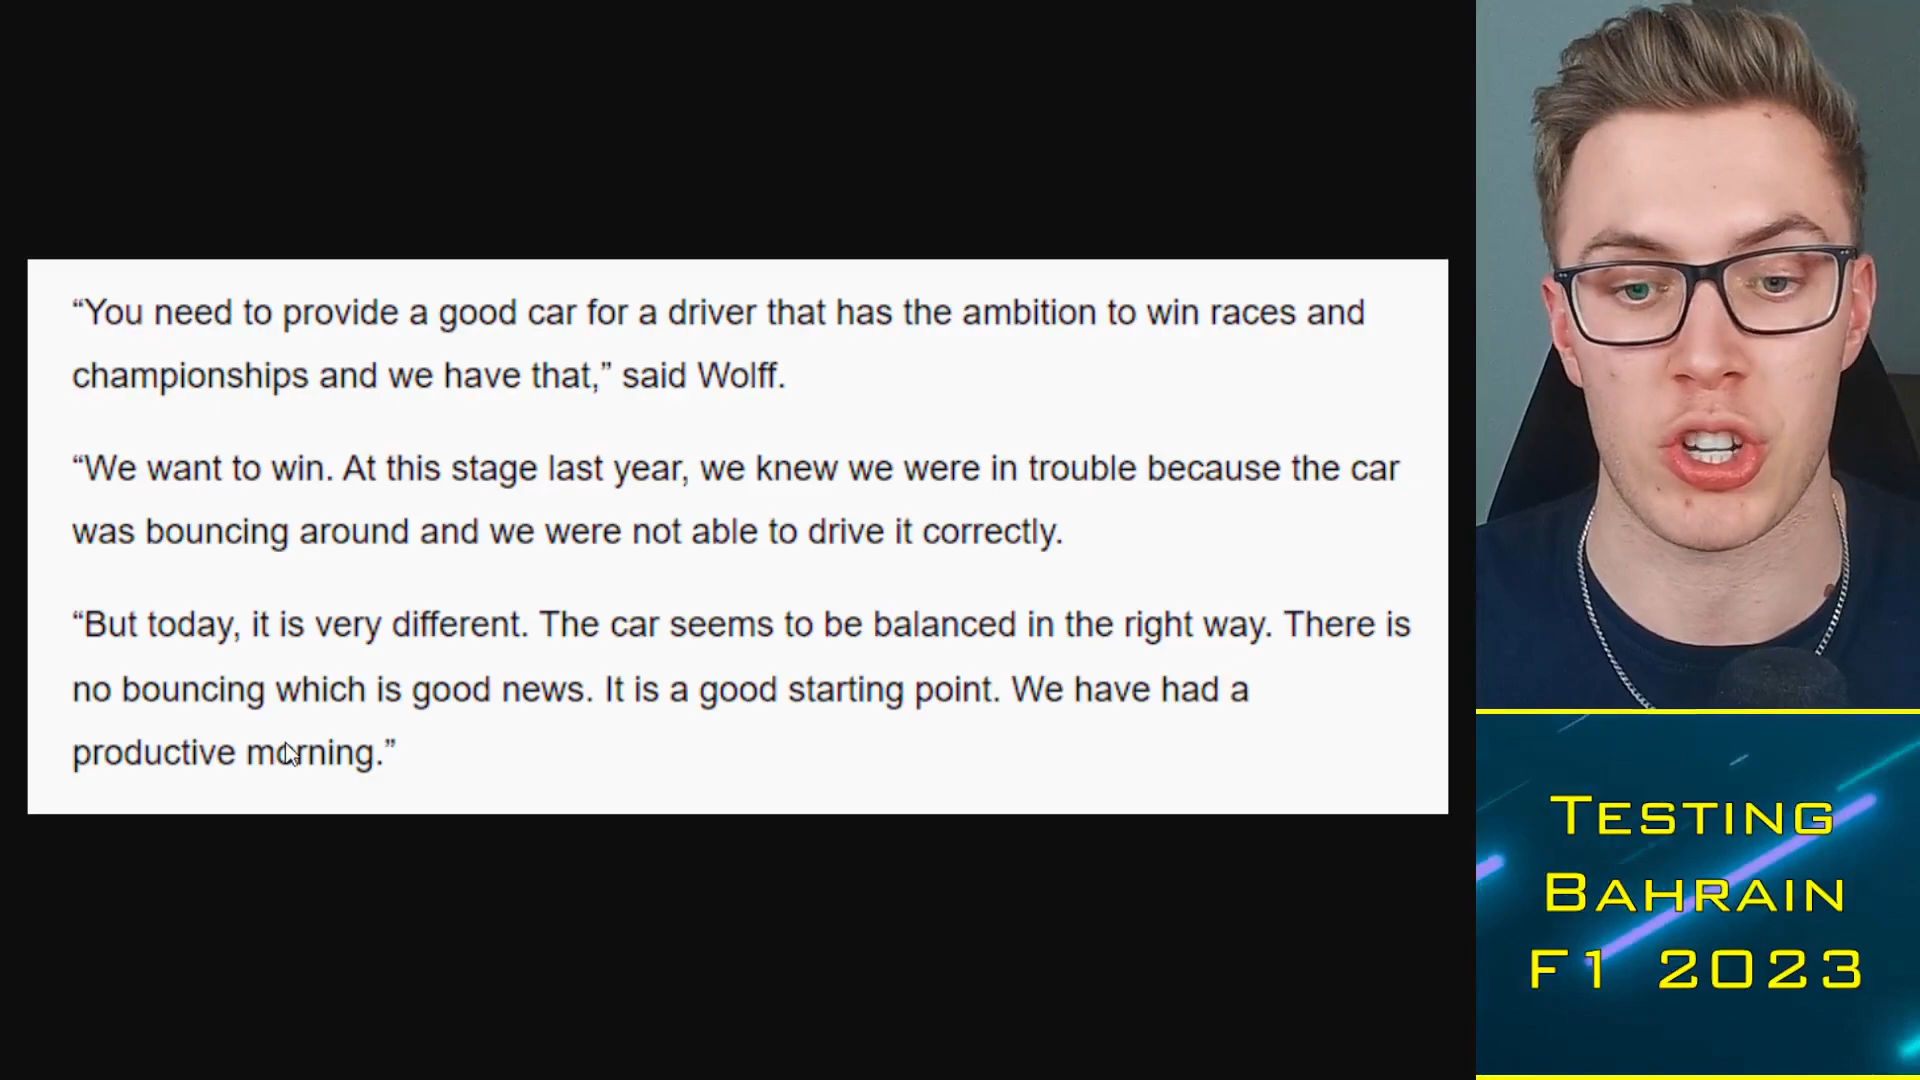 “You need to provide a good car for a driver that has the ambition to win races and
championships and we have that,” said Wolff.
“We want to win. At this stage last year, we knew we were in trouble because the car
was bouncing around and we were not able to drive it correctly.
“But today, it is very different. The car seems to be balanced in the right way. There is
no bouncing which is good news. It is a good starting point. We have had a
productive morning.”
Testing
Bahrain
F1 2023